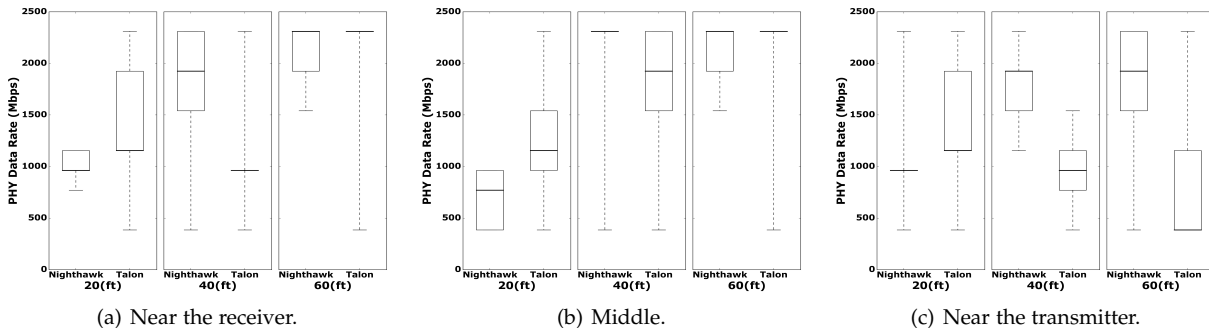 PHY Data Rate (Mbps)
2500
2000
1500
1000
500
0
Nighthawk Talon
20(ft)
Nighthawk Talon
40(ft)
Nighthawk Talon
60(ft)
(a) Near the receiver.
PHY Data Rate (Mbps)
2500
2000
1500
1000
500
0
Nighthawk Talon
20(ft)
Nighthawk Talon
40(ft)
Nighthawk Talon
60(ft)
(b) Middle.
PHY Data Rate (Mbps)
2500
2000
1500
1000
500
0
Nighthawk Talon
20(ft)
Nighthawk Talon
40(ft)
Nighthawk Talon
60(ft)
(c) Near the transmitter.